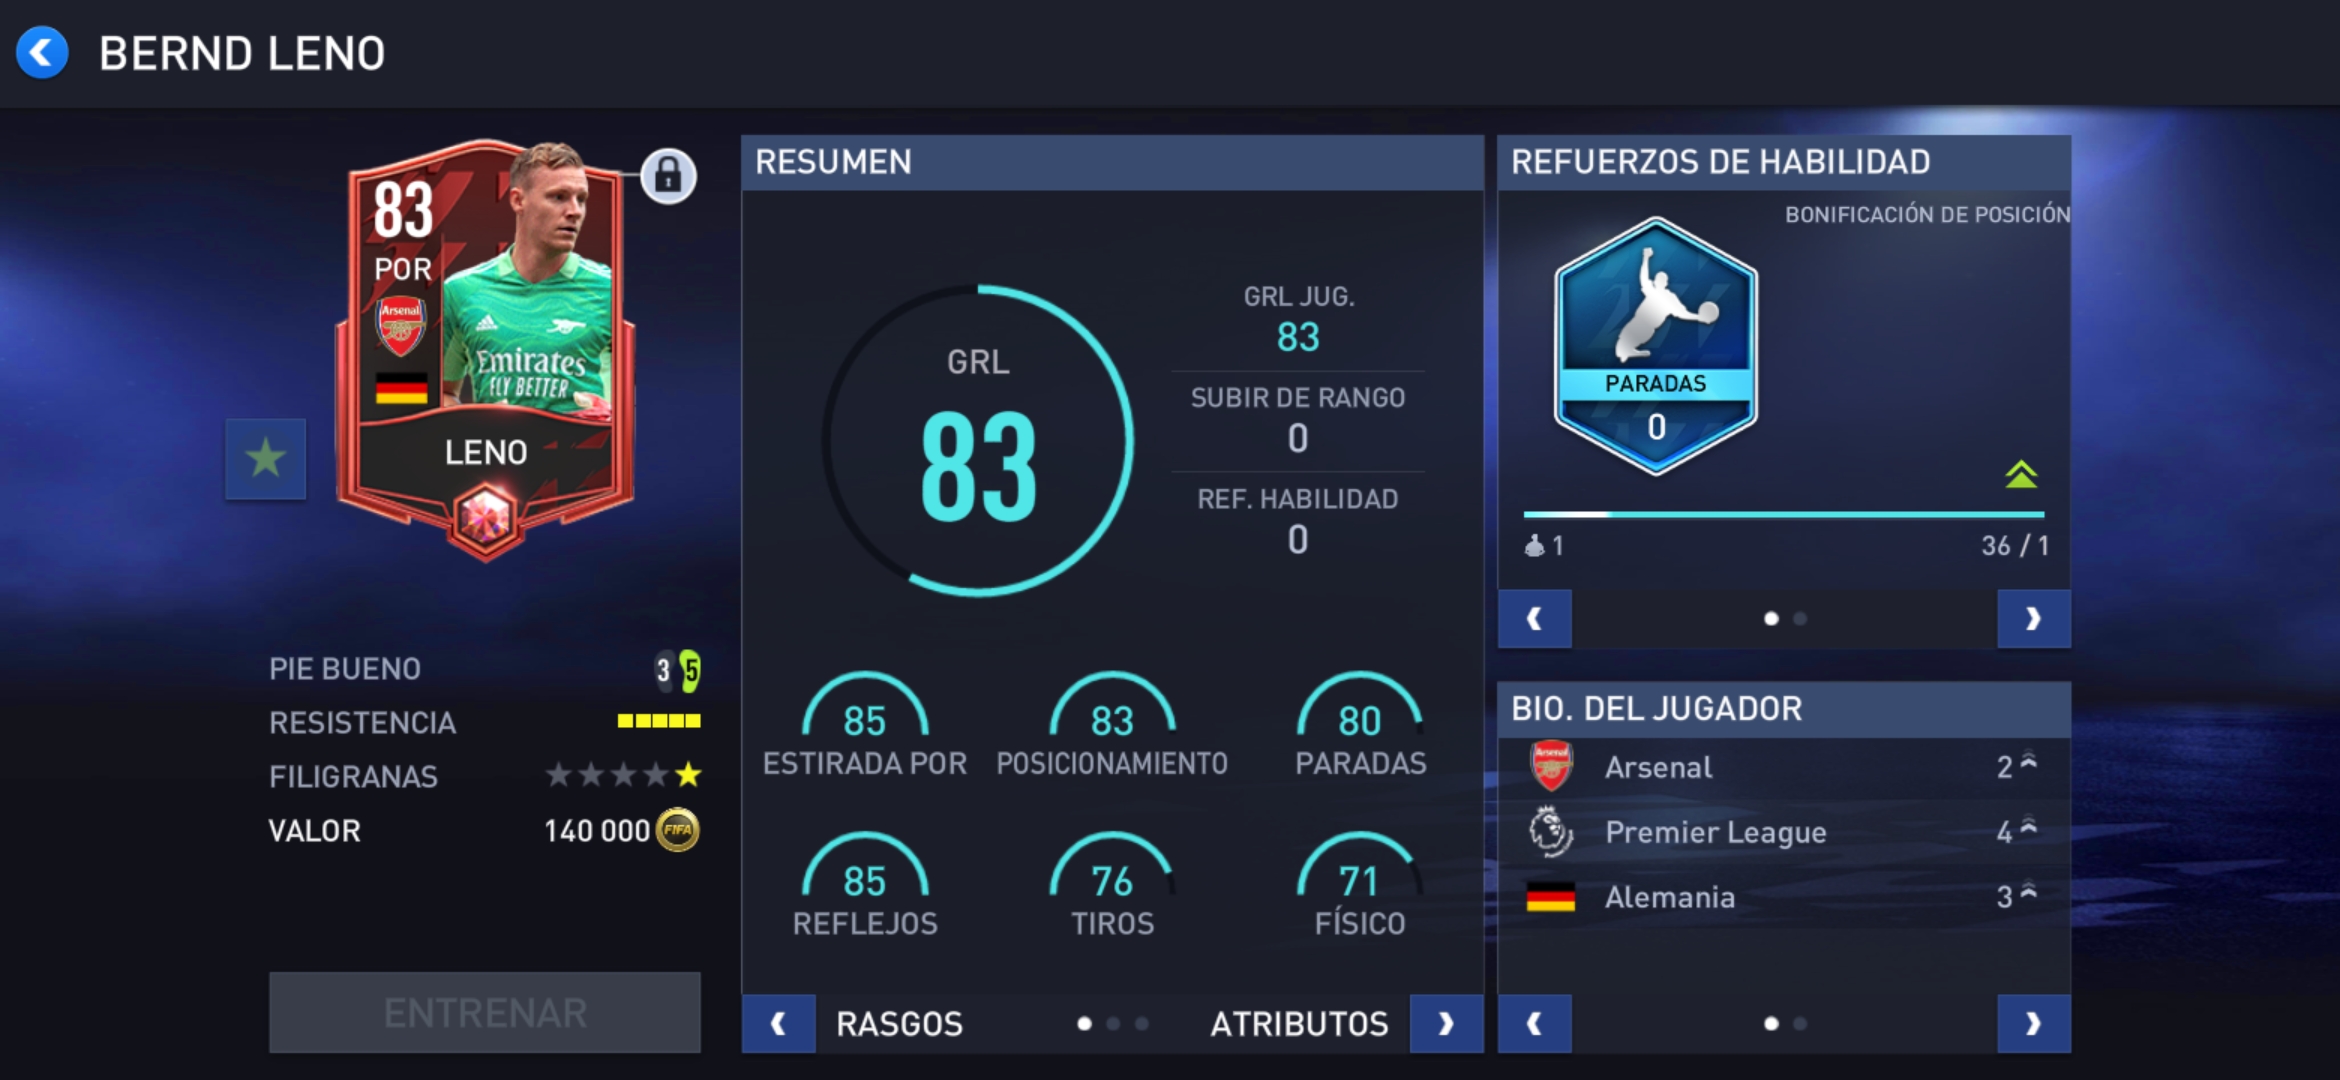 BERND LENO
83
POR
Arsenal
Emirates
FLY BETTER
LENO
PIE BUENO 3 5
RESISTENCIA
FILIGRANAS
VALOR 140 000 FIFA
ENTRENAR
RESUMEN
GRL
83
GRL JUG.
83
SUBIR DE RANGO
0
REF. HABILIDAD
0
85
ESTIRADA POR
83
POSICIONAMIENTO
80
PARADAS
85
REFLEJOS
76
TIROS
71
FÍSICO
RASGOS
ATRIBUTOS
REFUERZOS DE HABILIDAD
BONIFICACIÓN DE POSICIÓN
PARADAS
0
1 36 / 1
BIO. DEL JUGADOR
Arsenal Arsenal 2
Premier League 4
Alemania 3